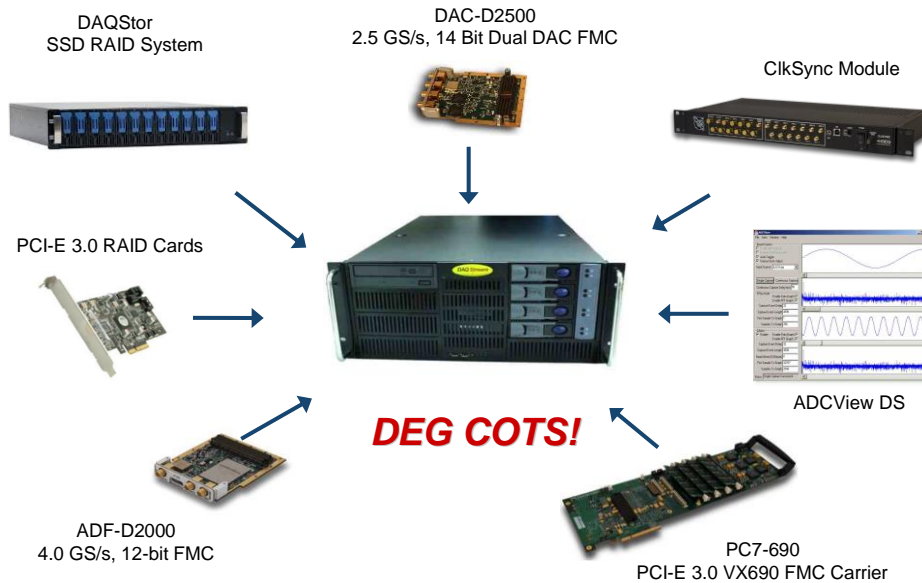 DAQStor
SSD RAID System
DAC-D2500
2.5 GS/s, 14 Bit Dual DAC FMC
ClkSync Module
PCI-E 3.0 RAID Cards
DAQ Stream
ADCView DS
DEG COTS!
ADF-D2000
4.0 GS/s, 12-bit FMC
PC7-690
PCI-E 3.0 VX690 FMC Carrier